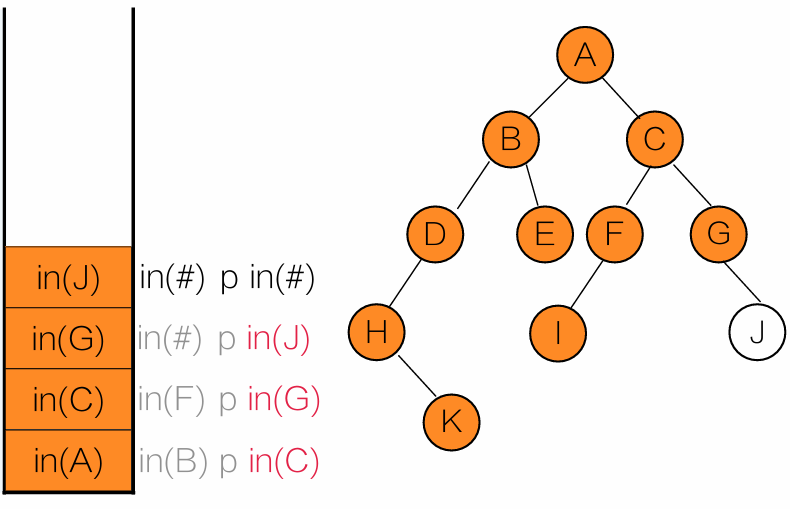 A
B
C
D
E
F
G
in(J)
in(#) p in(#)
in(G)
in(#) p in(J)
H
I
J
in(C)
in(F) p in(G)
K
in(A)
in(B) p in(C)